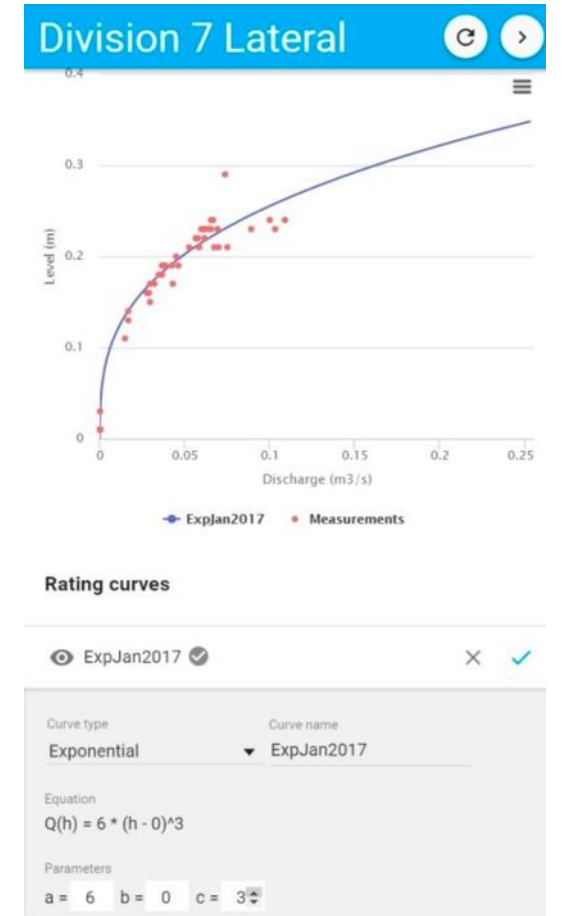 Division 7 Lateral
0.4
0.3
0.2
0.1
0
Level (m)
0 0.05 0.1 0.15 0.2 0.25
Discharge (m3/s)
ExpJan2017 Measurements
Rating curves
ExpJan2017
Curve type Curve name
Exponential ExpJan2017
Equation
Q(h) = 6 * (h - 0)^3
Parameters
a = 6 b = 0 c = 3